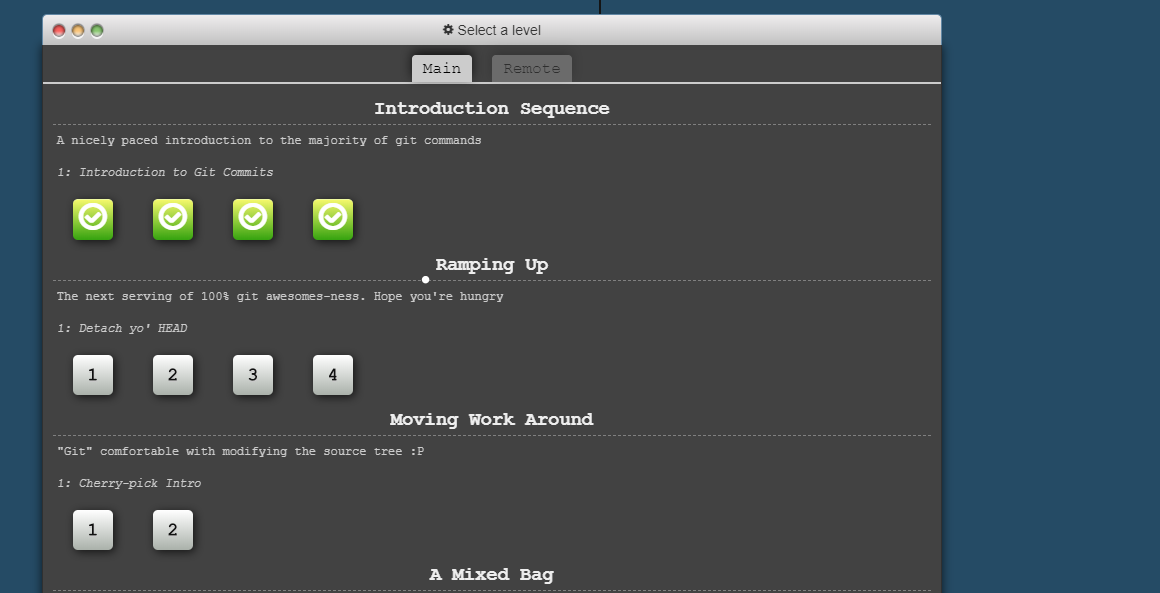 Select a level
Main Remote
Introduction Sequence
A nicely paced introduction to the majority of git commands
1: Introduction to Git Commits
Ramping Up
The next serving of 100% git awesomes-ness. Hope you're hungry
1: Detach yo' HEAD
1 2 3 4
Moving Work Around
"Git" comfortable with modifying the source tree :P
1: Cherry-pick Intro
1 2
A Mixed Bag